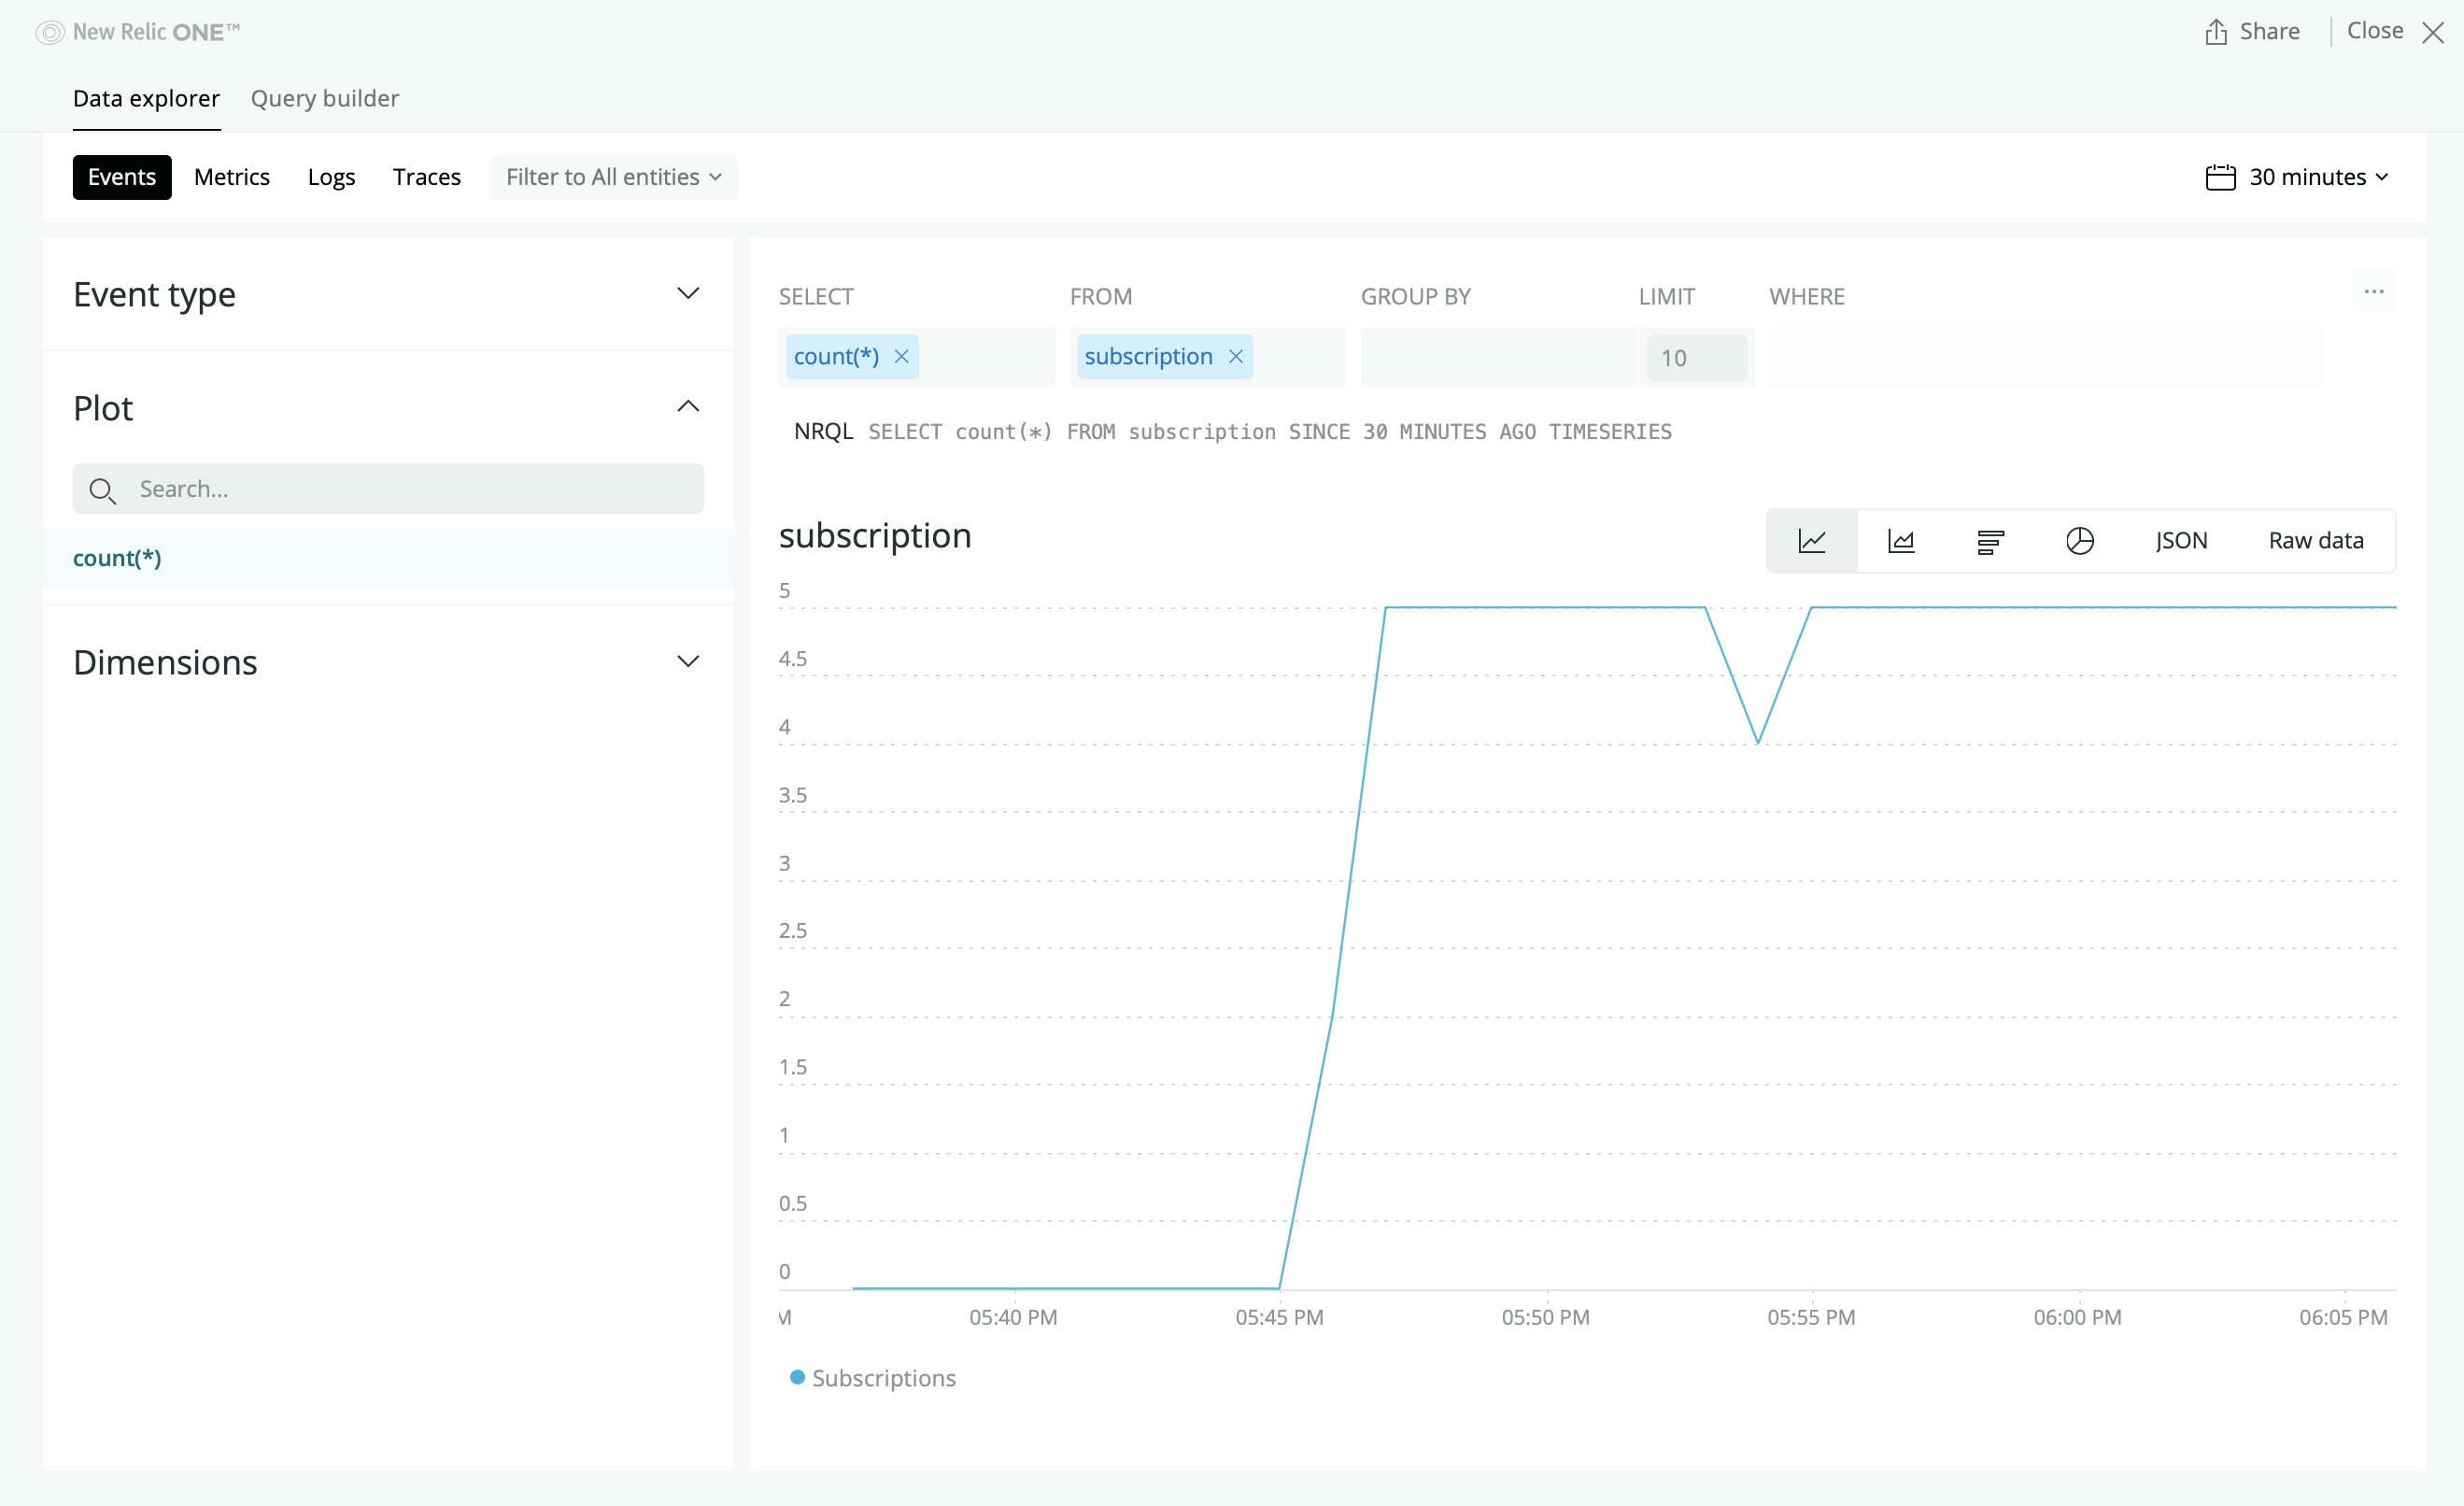 New Relic ONE™
Share
Close
Data explorer
Query builder
Events
Metrics
Logs
Traces
Filter to All entities
30 minutes
Event type
Plot
Search...
count(*)
Dimensions
SELECT
FROM
GROUP BY
LIMIT
WHERE
...
count(*)
subscription
10
NRQL SELECT count(*) FROM subscription SINCE 30 MINUTES AGO TIMESERIES
subscription
JSON
Raw data
5
4.5
4
3.5
3
2.5
2
1.5
1
0.5
0
M
05:40 PM
05:45 PM
05:50 PM
05:55 PM
06:00 PM
06:05 PM
Subscriptions